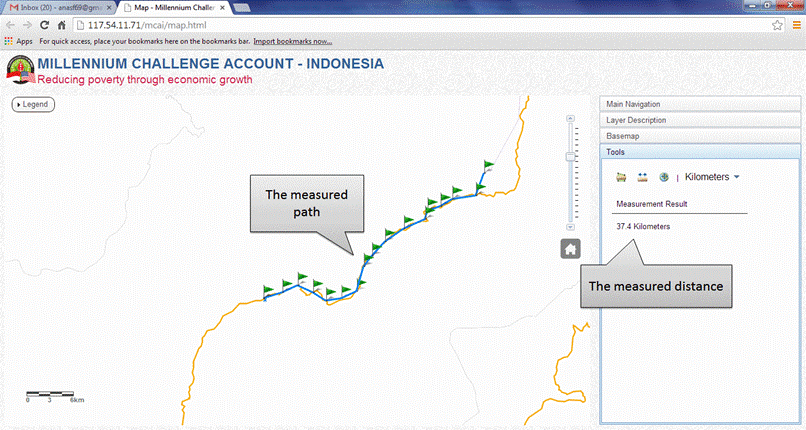 Inbox (20) - anasf69@gma
Map - Millennium Challe
117.54.11.71/mcai/map.html
Apps For quick access, place your bookmarks here on the bookmarks bar. Import bookmarks now...
MILLENNIUM CHALLENGE ACCOUNT - INDONESIA
Reducing poverty through economic growth
Legend
Main Navigation
Layer Description
Basemap
Tools
Kilometers
Measurement Result
37.4 Kilometers
The measured
path
The measured distance
0 3 6km